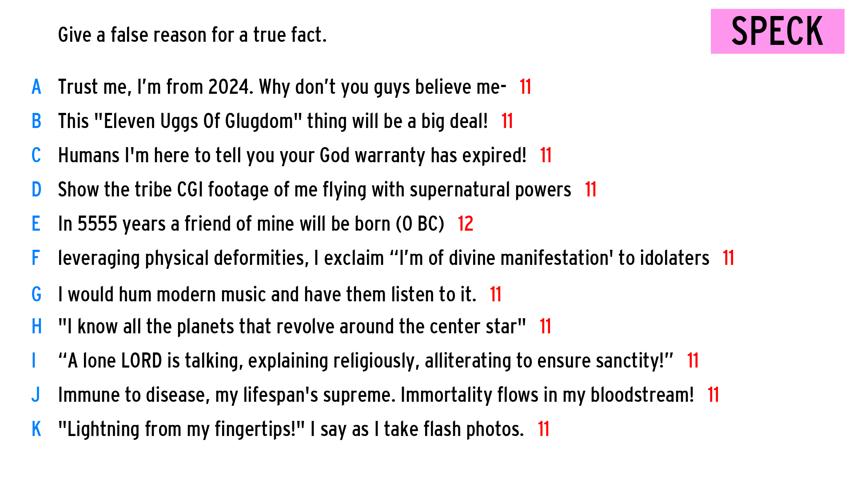 Give a false reason for a true fact.
SPECK
A Trust me, I’m from 2024. Why don’t you guys believe me- 11
B This "Eleven Uggs Of Glugdom" thing will be a big deal! 11
C Humans I'm here to tell you your God warranty has expired! 11
D Show the tribe CGI footage of me flying with supernatural powers 11
E In 5555 years a friend of mine will be born (0 BC) 12
F leveraging physical deformities, I exclaim “I’m of divine manifestation' to idolaters 11
G I would hum modern music and have them listen to it. 11
H "I know all the planets that revolve around the center star" 11
I “A lone LORD is talking, explaining religiously, alliterating to ensure sanctity!” 11
J Immune to disease, my lifespan's supreme. Immortality flows in my bloodstream! 11
K "Lightning from my fingertips!" I say as I take flash photos. 11